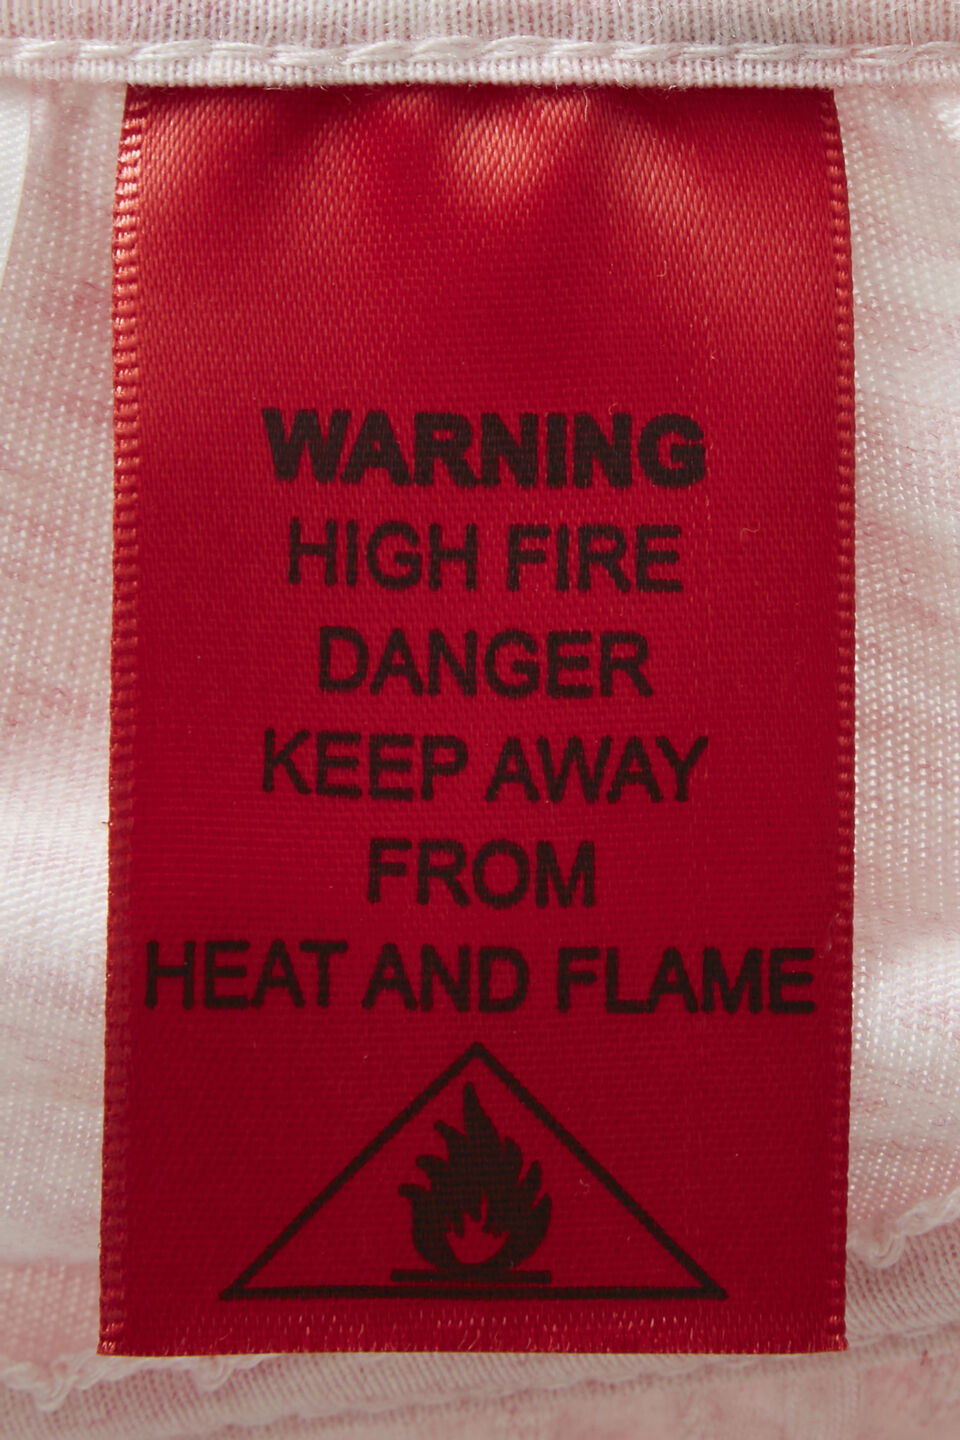 WARNING
HIGH FIRE
DANGER
KEEP AWAY
FROM
HEAT AND FLAME